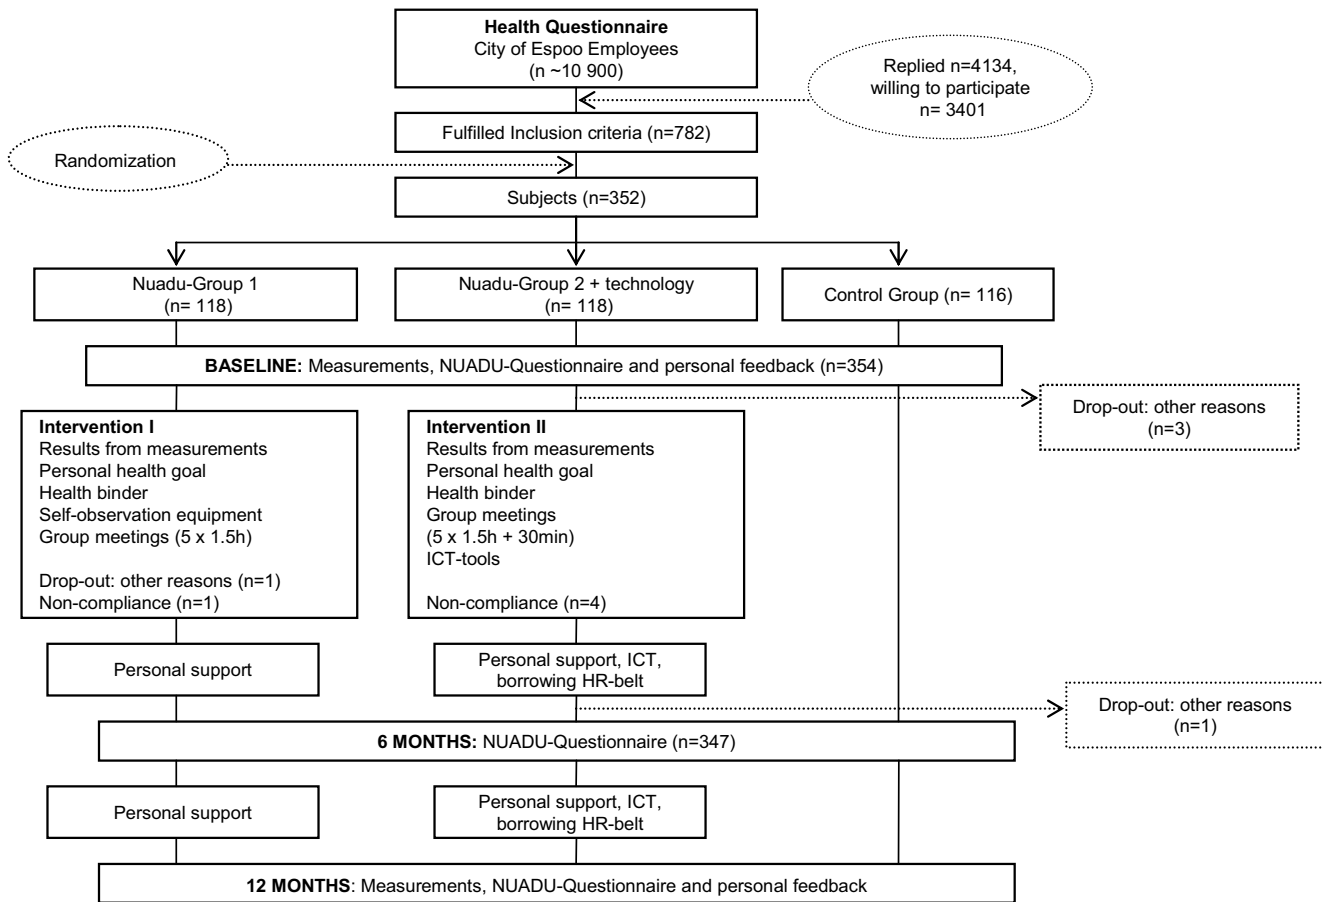 Health Questionnaire
City of Espoo Employees
(n ~10 900)
Replied n=4134,
willing to participate
n= 3401
Fulfilled Inclusion criteria (n=782)
Randomization
Subjects (n=352)
Nuadu-Group 1
(n= 118)
Nuadu-Group 2 + technology
(n= 118)
Control Group (n= 116)
BASELINE: Measurements, NUADU-Questionnaire and personal feedback (n=354)
Drop-out: other reasons
(n=3)
Intervention I
Results from measurements
Personal health goal
Health binder
Self-observation equipment
Group meetings (5 x 1.5h)
Drop-out: other reasons (n=1)
Non-compliance (n=1)
Intervention II
Results from measurements
Personal health goal
Health binder
Group meetings
(5 x 1.5h + 30min)
ICT-tools
Non-compliance (n=4)
Personal support
Personal support, ICT,
borrowing HR-belt
Drop-out: other reasons
(n=1)
6 MONTHS: NUADU-Questionnaire (n=347)
Personal support
Personal support, ICT,
borrowing HR-belt
12 MONTHS: Measurements, NUADU-Questionnaire and personal feedback